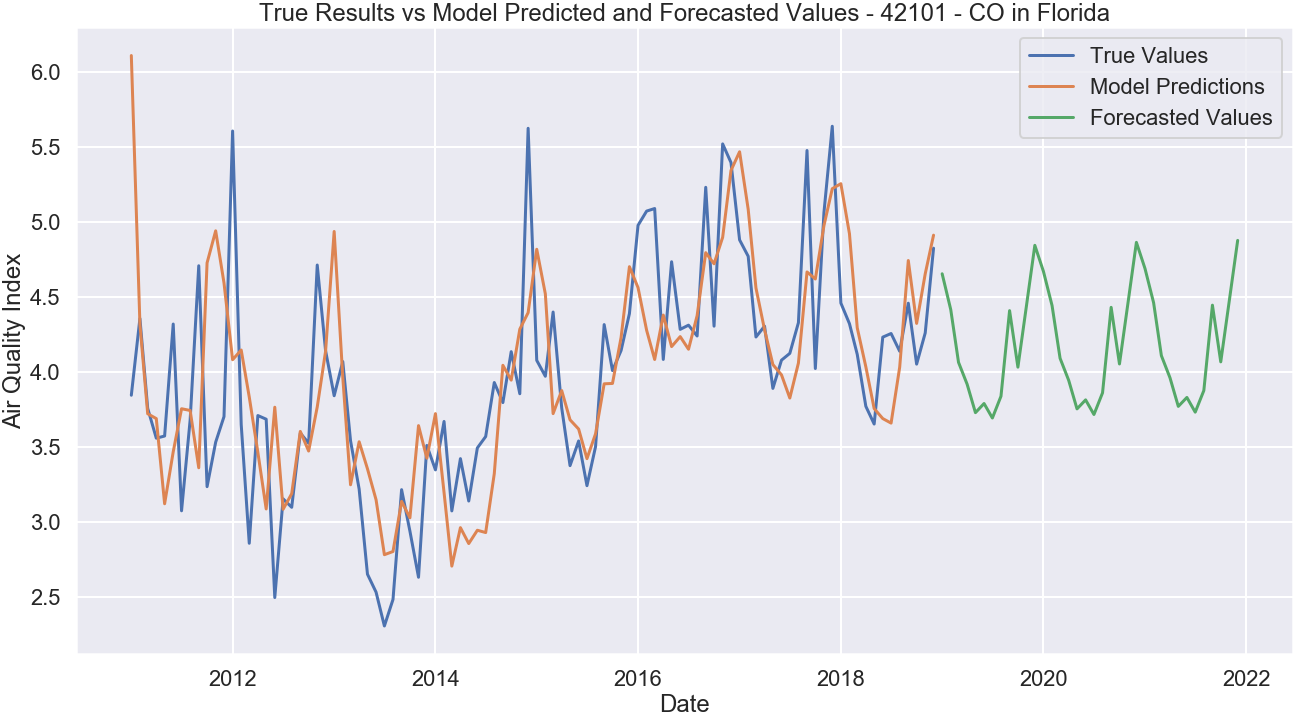 True Results vs Model Predicted and Forecasted Values - 42101 - CO in Florida
True Values
Model Predictions
Forecasted Values
Air Quality Index
6.0
5.5
5.0
4.5
4.0
3.5
3.0
2.5
2012 2014 2016 2018 2020 2022
Date